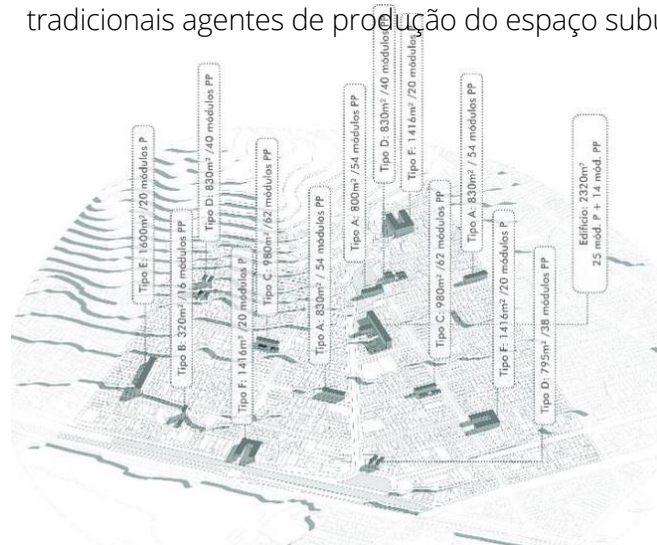 tradicionais agentes de produção do espaço subu
Tipo E: 1600m² /20 módulos P
Tipo B: 320m² /16 módulos PP
Tipo D: 830m² /40 módulos PP
Tipo F: 1416m² /20 módulos P
Tipo C: 980m² /62 módulos PP
Tipo A: 830m² / 54 módulos PP
Tipo A: 800m² /54 módulos PP
Tipo D: 830m² /40 módulos PP
Tipo F: 1416m² /20 módulos PP
Tipo C: 980m² /62 módulos PP
Tipo A: 830m² / 54 módulos PP
Tipo F: 1416m² /20 módulos P
Tipo D: 795m² /38 módulos PP
Edifício: 2320m²
25 mód. P + 14 mód. PP